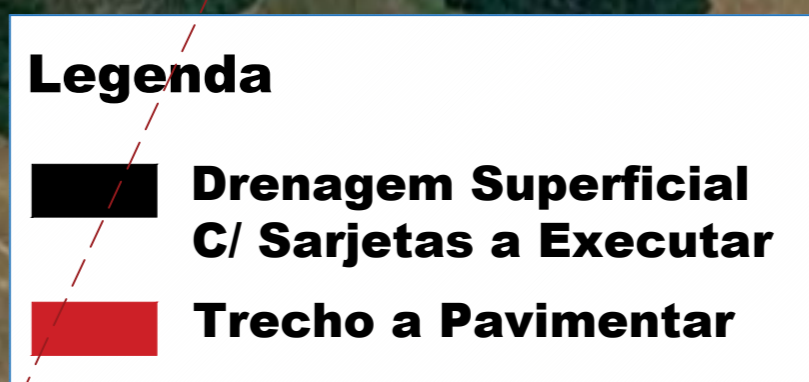 Legenda
Drenagem Superficial
C/ Sarjetas a Executar
Trecho a Pavimentar